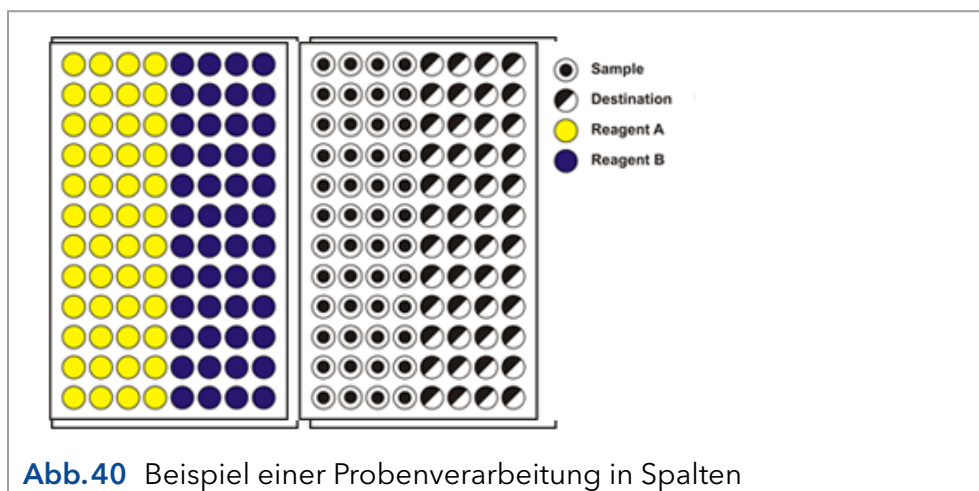 Sample
Destination
Reagent A
Reagent B
Abb.40 Beispiel einer Probenverarbeitung in Spalten